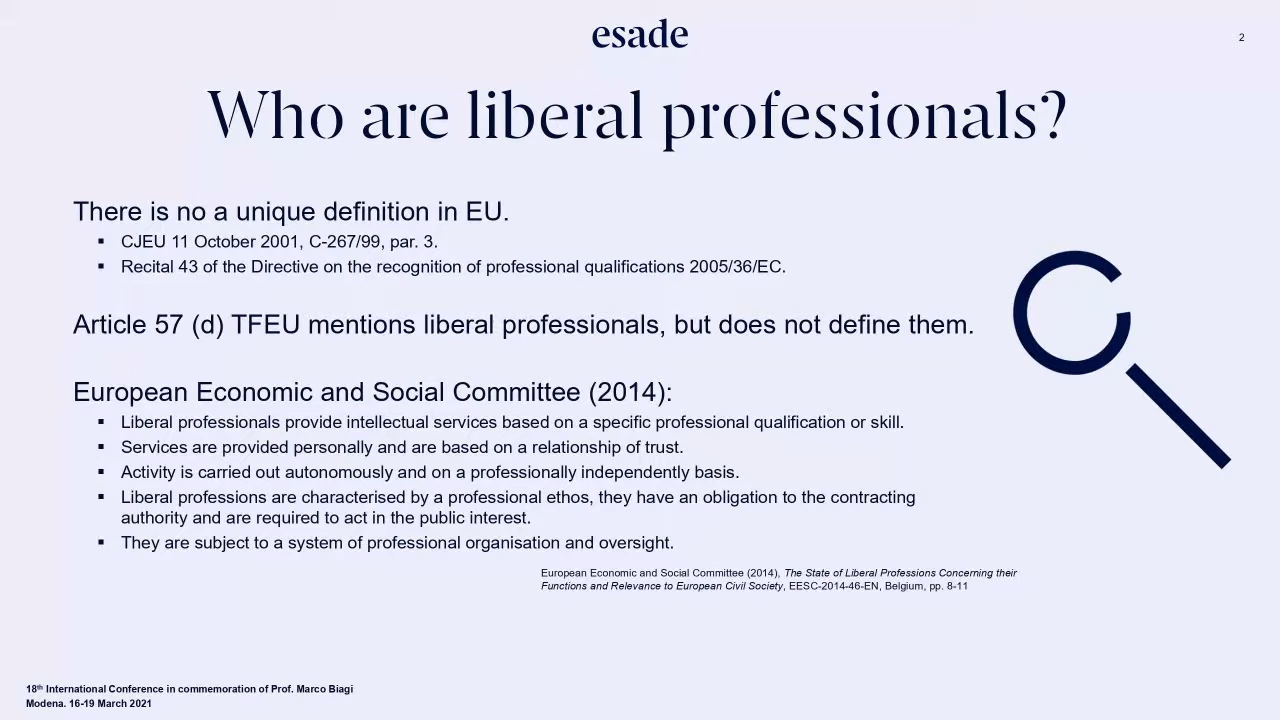 esade
2
Who are liberal professionals?
There is no a unique definition in EU.
▪ CJEU 11 October 2001, C-267/99, par. 3.
▪ Recital 43 of the Directive on the recognition of professional qualifications 2005/36/EC.
Article 57 (d) TFEU mentions liberal professionals, but does not define them.
European Economic and Social Committee (2014):
▪ Liberal professionals provide intellectual services based on a specific professional qualification or skill.
▪ Services are provided personally and are based on a relationship of trust.
▪ Activity is carried out autonomously and on a professionally independently basis.
▪ Liberal professions are characterised by a professional ethos, they have an obligation to the contracting
authority and are required to act in the public interest.
▪ They are subject to a system of professional organisation and oversight.
European Economic and Social Committee (2014), The State of Liberal Professions Concerning their
Functions and Relevance to European Civil Society, EESC-2014-46-EN, Belgium, pp. 8-11
18th International Conference in commemoration of Prof. Marco Biagi
Modena. 16-19 March 2021